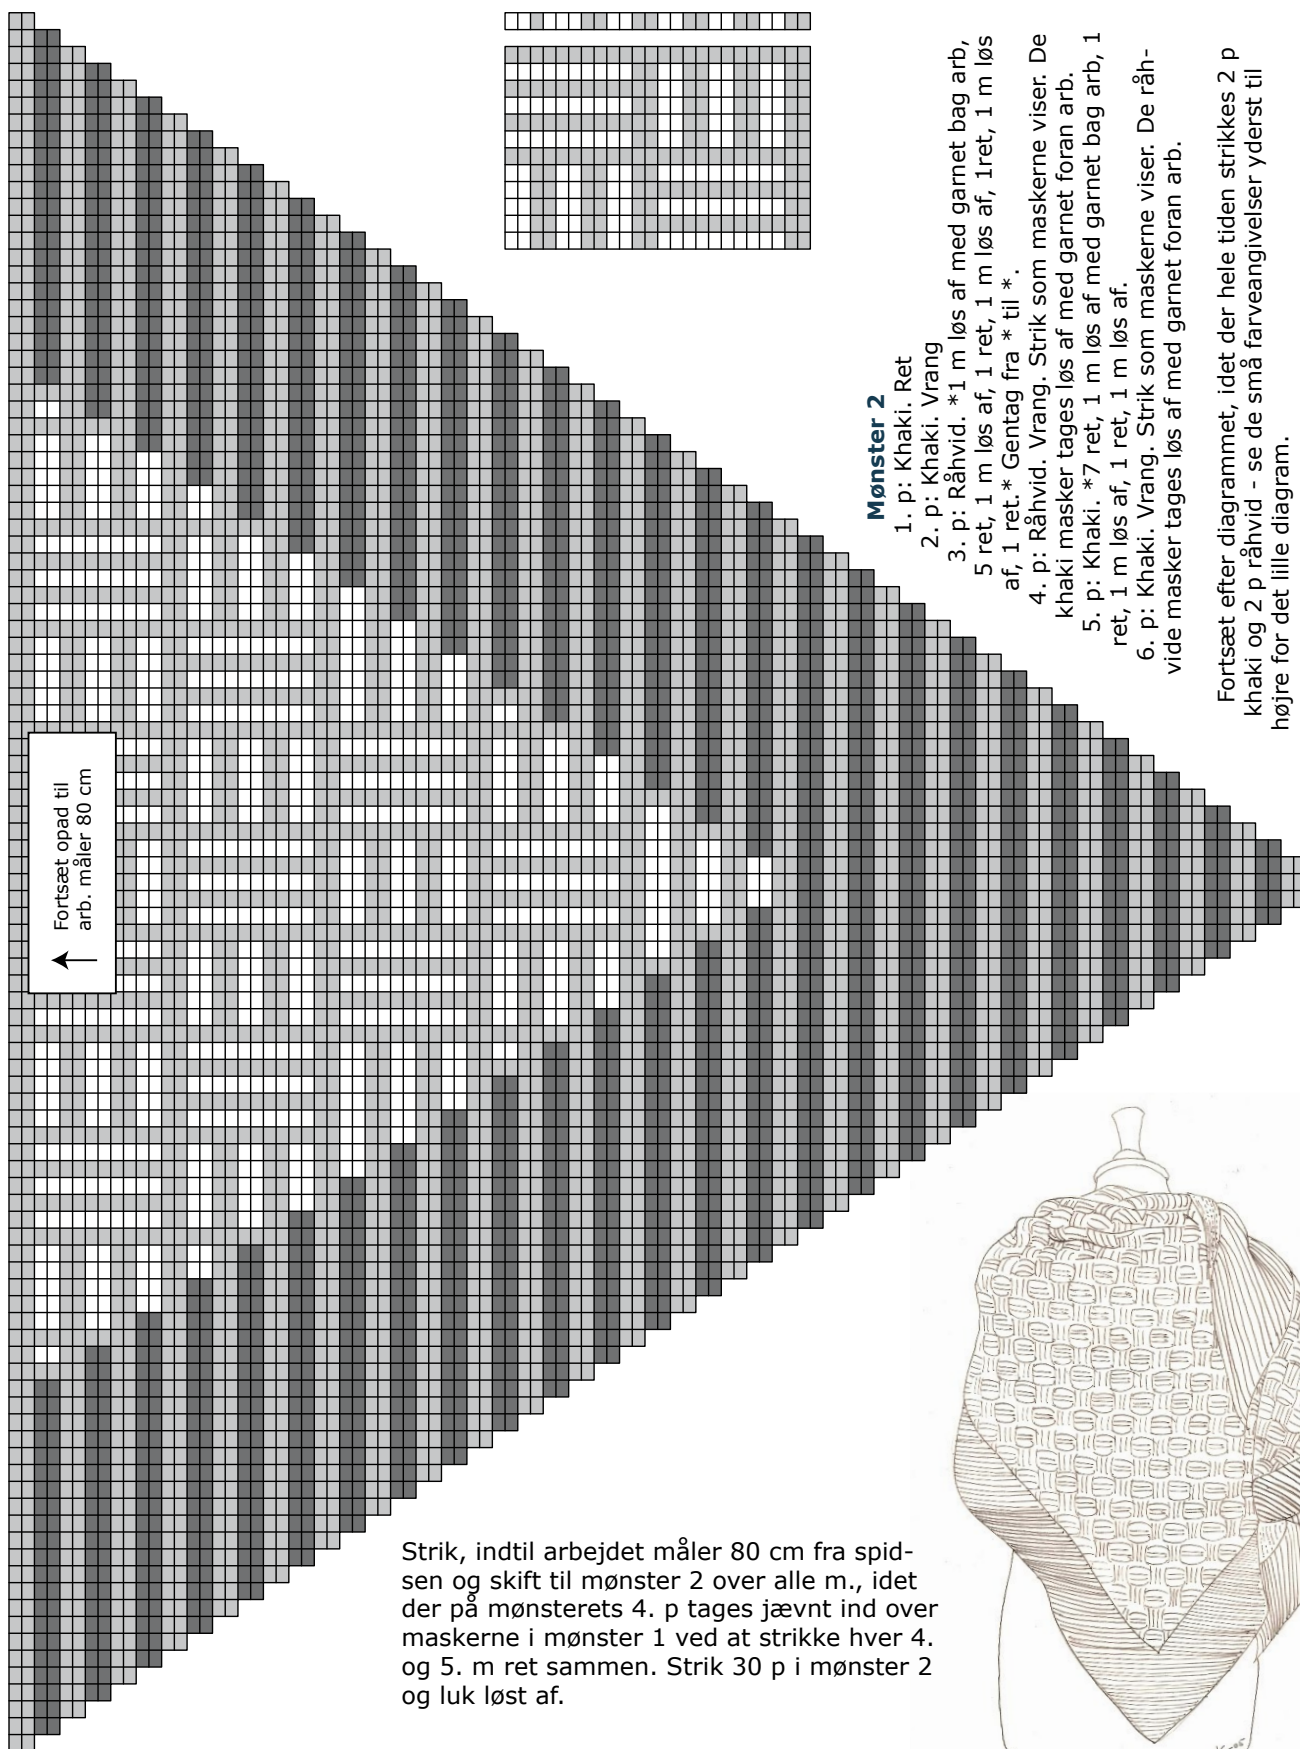 Fortsæt opad til
arb. måler 80 cm
Mønster 2
1. p: Khaki. Ret
2. p: Khaki. Vrang
3. p: Råhvid. *1 m løs af med garnet bag arb,
5 ret, 1 m løs af, 1 ret, 1 m løs af, 1ret, 1 m løs
af, 1 ret.* Gentag fra * til *.
4. p: Råhvid. Vrang. Strik som maskerne viser. De
khaki masker tages løs af med garnet foran arb.
5. p: Khaki. *7 ret, 1 m løs af med garnet bag arb, 1
ret, 1 m løs af, 1 ret, 1 m løs af.
6. p: Khaki. Vrang. Strik som maskerne viser. De råh-
vide masker tages løs af med garnet foran arb.
Fortsæt efter diagrammet, idet der hele tiden strikkes 2 p
khaki og 2 p råhvid - se de små farveangivelser yderst til
højre for det lille diagram.
Strik, indtil arbejdet måler 80 cm fra spid-
sen og skift til mønster 2 over alle m., idet
der på mønsterets 4. p tages jævnt ind over
maskerne i mønster 1 ved at strikke hver 4.
og 5. m ret sammen. Strik 30 p i mønster 2
og luk løst af.